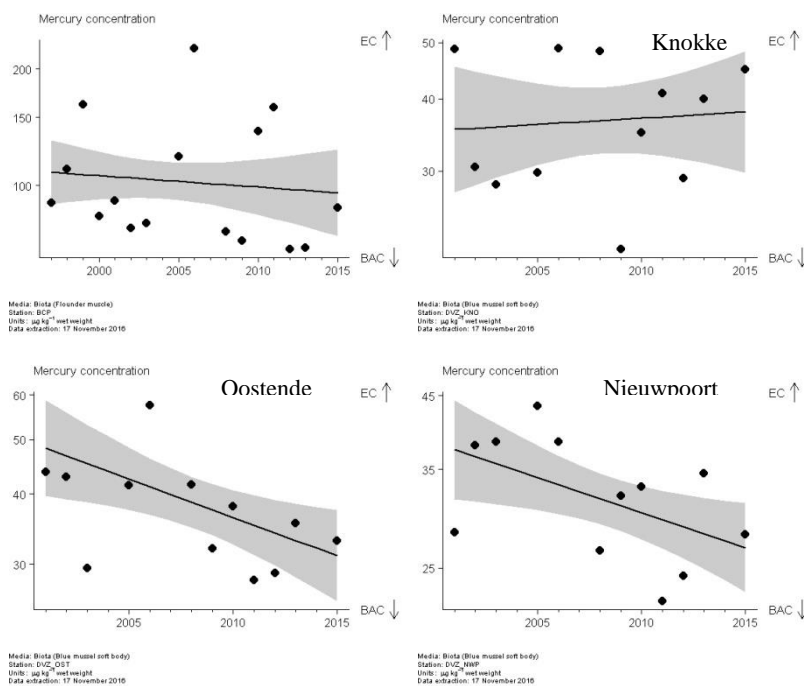 Mercury concentration
EC
200
150
100
2000
2005
2010
2015
BAC
Media: Biota (Flounder muscle)
Station: BCP
Units: µg kg⁻¹ wet weight
Data extraction: 17 November 2016
Mercury concentration
Knokke
EC
50
40
30
2005
2010
2015
BAC
Media: Biota (Blue mussel soft body)
Station: DVZ_KNO
Units: µg kg⁻¹ wet weight
Data extraction: 17 November 2016
Mercury concentration
Oostende
EC
60
50
40
30
2005
2010
2015
BAC
Media: Biota (Blue mussel soft body)
Station: DVZ_OST
Units: µg kg⁻¹ wet weight
Data extraction: 17 November 2016
Mercury concentration
Nieuwpoort
EC
45
35
25
2005
2010
2015
BAC
Media: Biota (Blue mussel soft body)
Station: DVZ_NWP
Units: µg kg⁻¹ wet weight
Data extraction: 17 November 2016